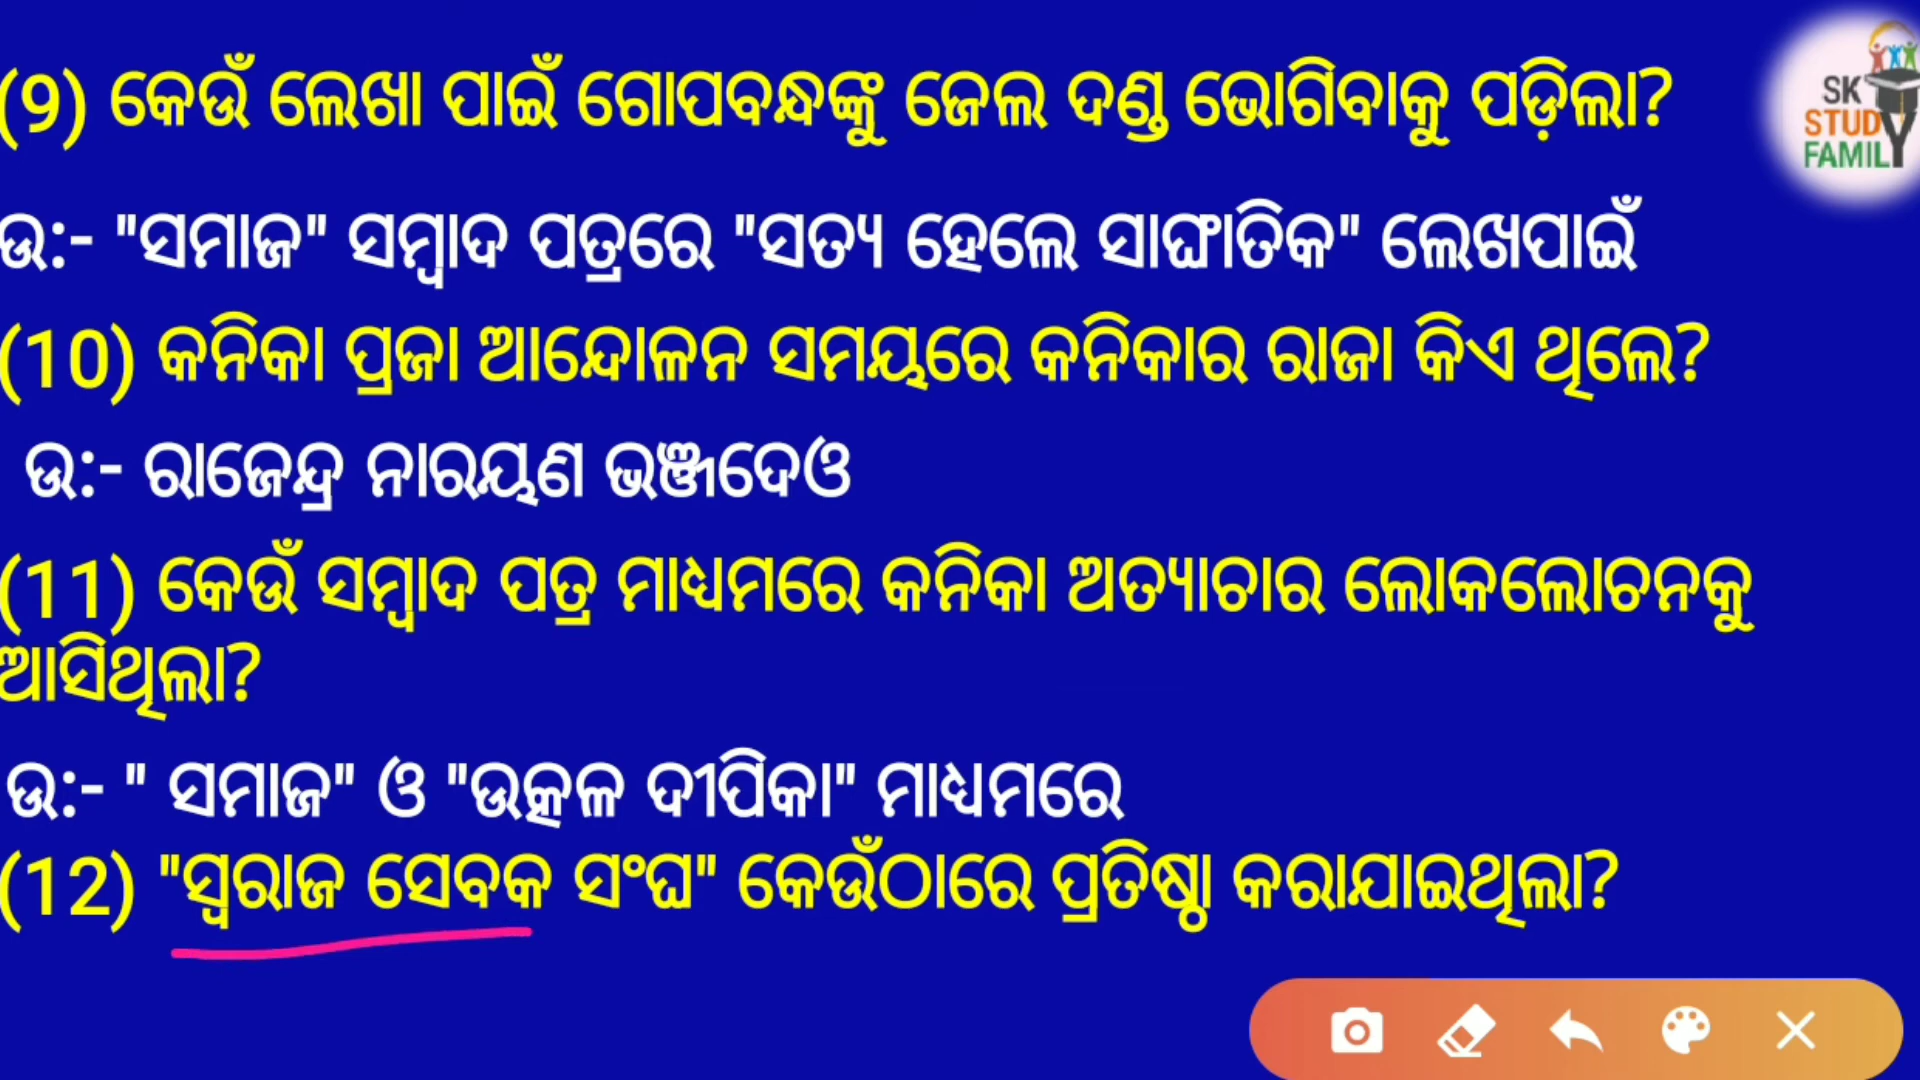 (9) କେଉଁ ଲେଖା ପାଇଁ ଗୋପବନ୍ଧଙ୍କୁ ଜେଲ ଦଣ୍ଡ ଭୋଗିବାକୁ ପଡ଼ିଲା?
SK
STUDY
FAMILY
ଉ:- "ସମାଜ" ସମ୍ବାଦ ପତ୍ରରେ "ସତ୍ୟ ହେଲେ ସାଙ୍ଘାତିକ" ଲେଖପାଇଁ
(10) କନିକା ପ୍ରଜା ଆନ୍ଦୋଳନ ସମୟରେ କନିକାର ରାଜା କିଏ ଥିଲେ?
ଉ:- ରାଜେନ୍ଦ୍ର ନାରୟଣ ଭଞ୍ଜଦେଓ
(11) କେଉଁ ସମ୍ବାଦ ପତ୍ର ମାଧ୍ୟମରେ କନିକା ଅତ୍ୟାଚାର ଲୋକଲୋଚନକୁ
ଆସିଥିଲା?
ଉ:- " ସମାଜ" ଓ "ଉତ୍କଳ ଦୀପିକା" ମାଧ୍ୟମରେ
(12) "ସ୍ୱରାଜ ସେବକ ସଂଘ" କେଉଁଠାରେ ପ୍ରତିଷ୍ଠା କରାଯାଇଥିଲା?